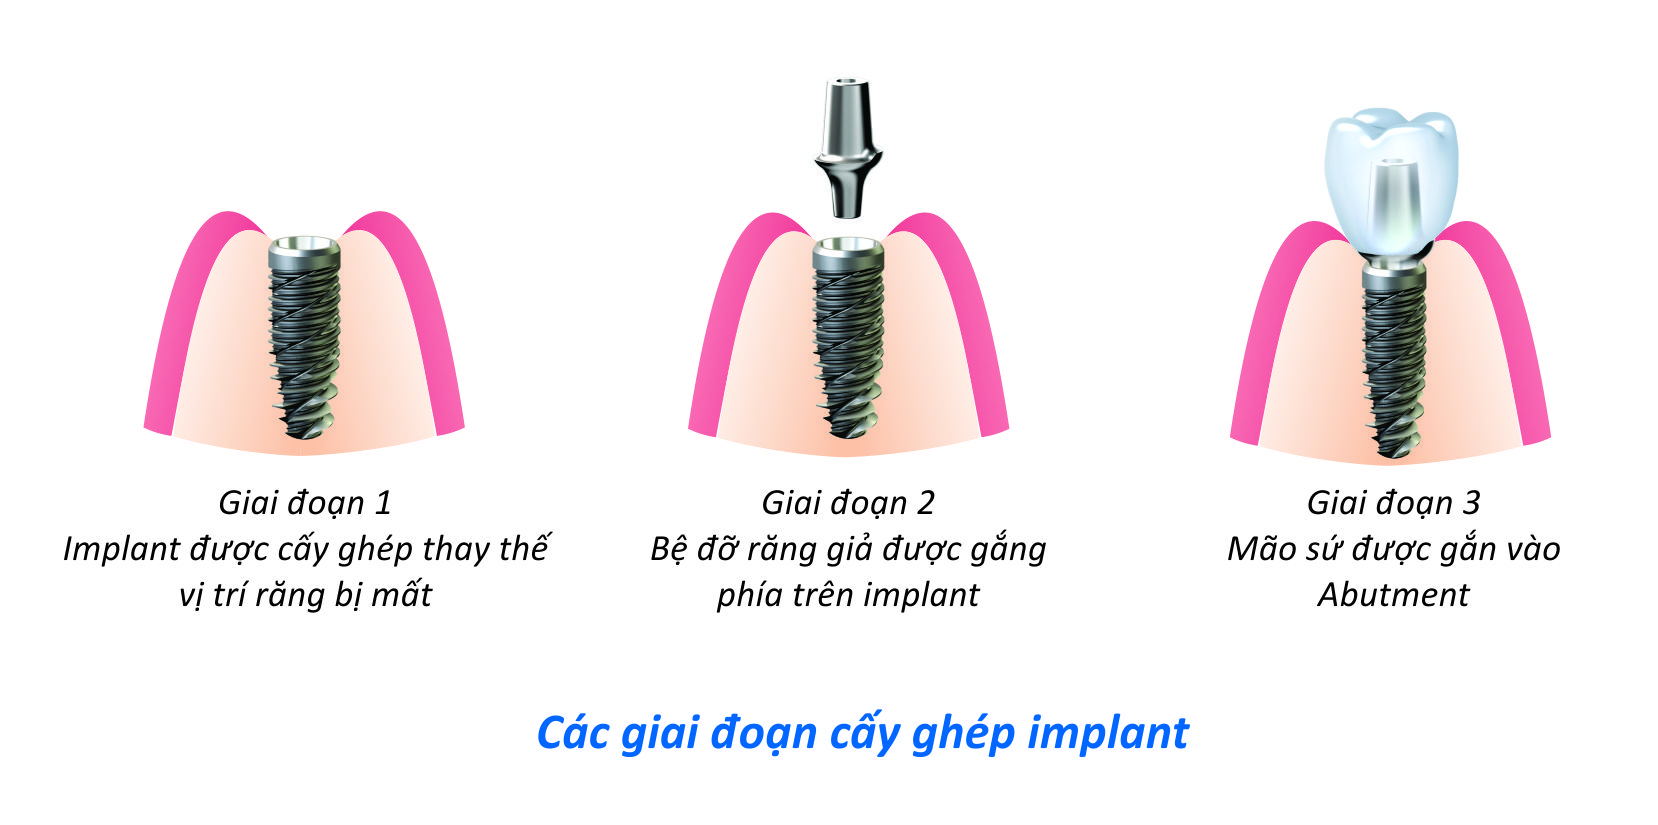 Giai đoạn 1
Implant được cấy ghép thay thế
vị trí răng bị mất
Giai đoạn 2
Bệ đỡ răng giả được gắng
phía trên implant
Giai đoạn 3
Mão sứ được gắn vào
Abutment
Các giai đoạn cấy ghép implant